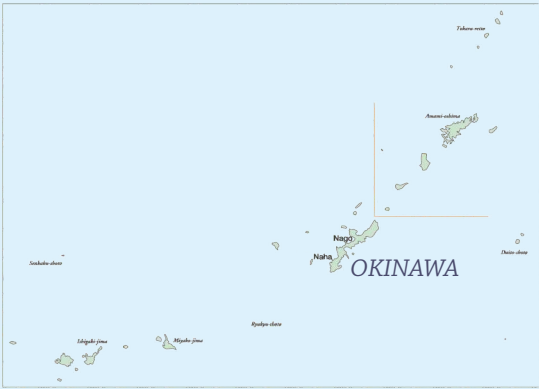 Tokara-retto
Amami-oshima
Nago
Naha
OKINAWA
Daito-shoto
Senkaku-shoto
Ryukyu-shoto
Ishigaki-jima
Miyako-jima